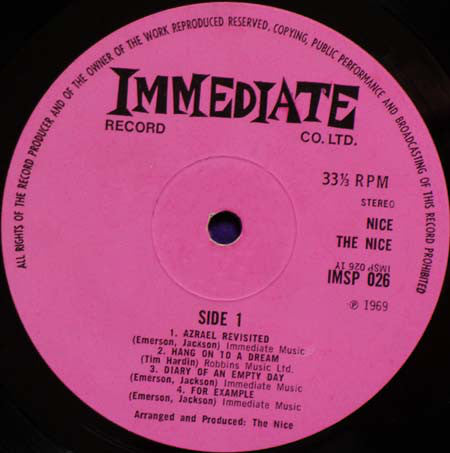 ALL RIGHTS OF THE RECORD PRODUCER AND OF THE OWNER OF THE WORK REPRODUCED RESERVED, COPYING, PUBLIC PERFORMANCE AND BROADCASTING OF THIS RECORD PROHIBITED
IMMEDIATE
RECORD CO. LTD.
33⅓ RPM
STEREO
NICE
THE NICE
IMSP 026 1Y
IMSP 026
℗ 1969
SIDE 1
1. AZRAEL REVISITED
(Emerson, Jackson) Immediate Music
2. HANG ON TO A DREAM
(Tim Hardin) Robbins Music Ltd.
3. DIARY OF AN EMPTY DAY
(Emerson, Jackson) Immediate Music
4. FOR EXAMPLE
(Emerson, Jackson) Immediate Music
Arranged and Produced: The Nice